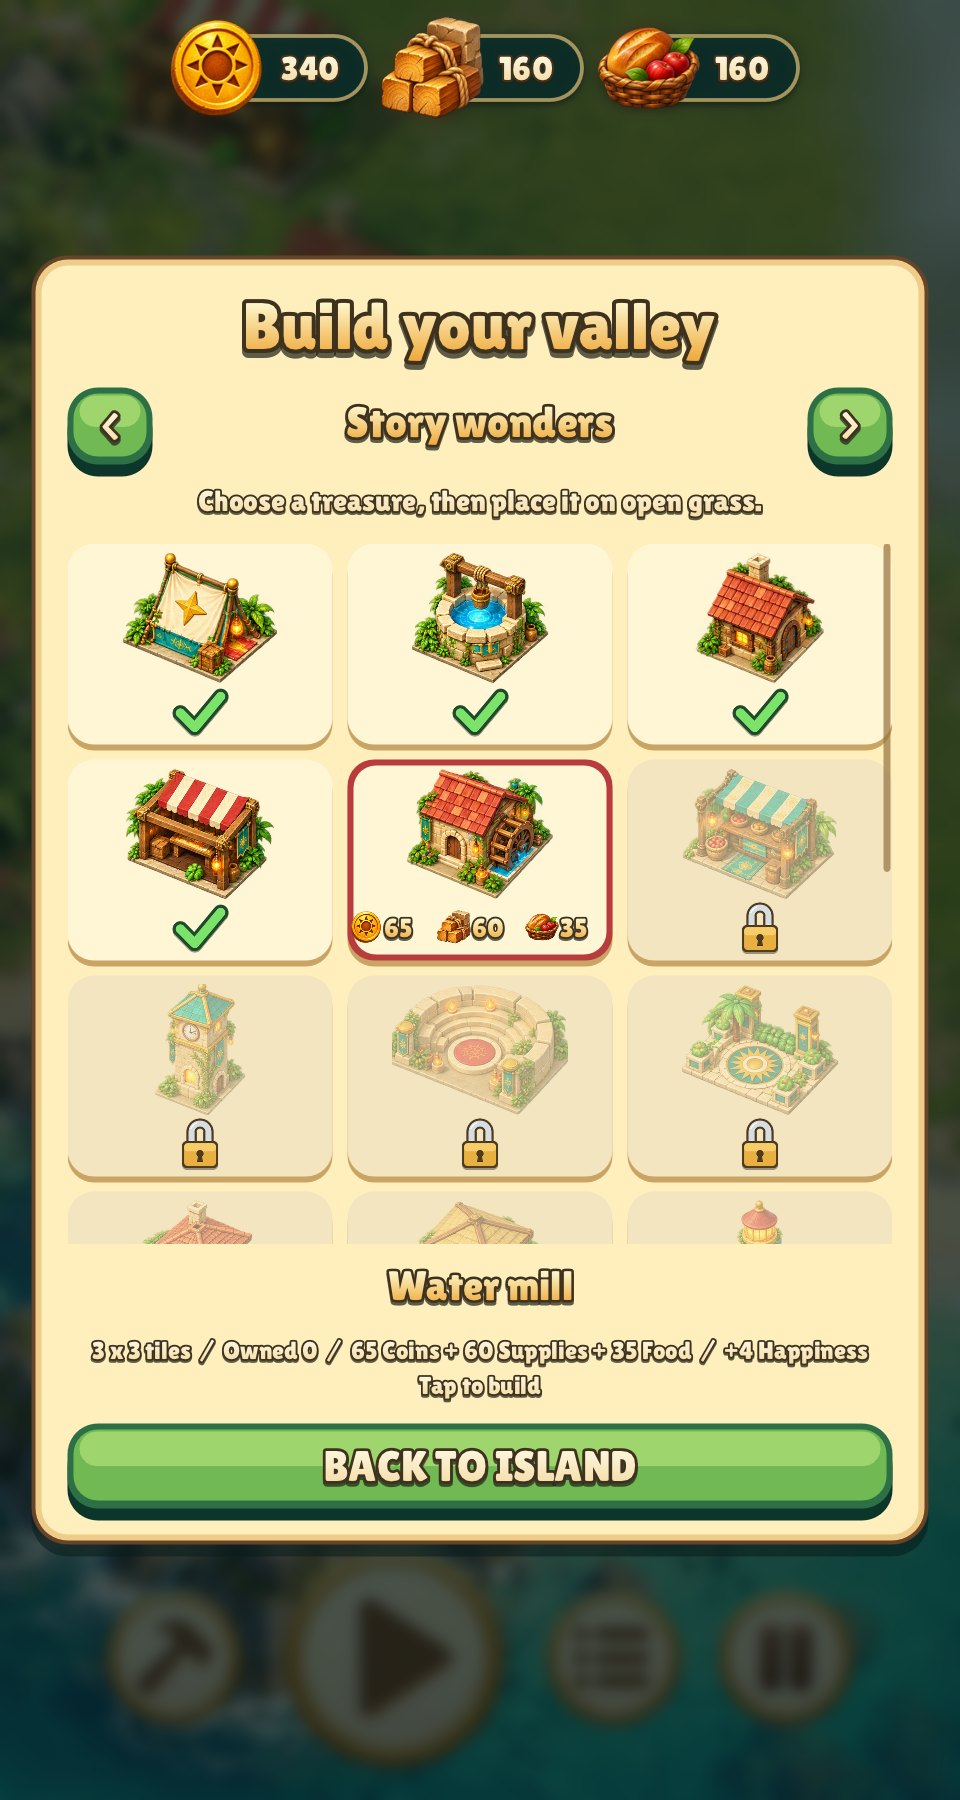 340 160 160
Build your valley
Story wonders
Choose a treasure, then place it on open grass.
65 60 35
Water mill
3 x 3 tiles / Owned 0 / 65 Coins + 60 Supplies + 35 Food / +4 Happiness
Tap to build
BACK TO ISLAND